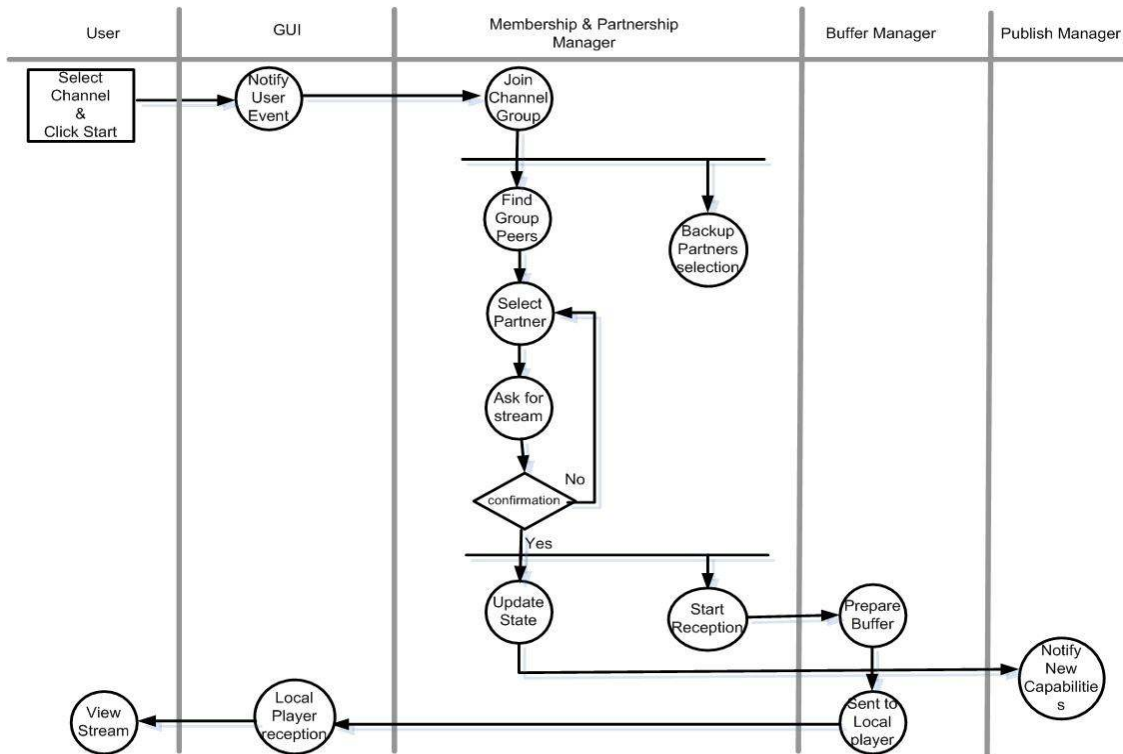 User
GUI
Membership & Partnership
Manager
Buffer Manager
Publish Manager
Select
Channel
&
Click Start
Notify
User
Event
Join
Channel
Group
Find
Group
Peers
Backup
Partners
selection
Select
Partner
Ask for
stream
No
confirmation
Yes
Update
State
Start
Reception
Prepare
Buffer
Notify
New
Capabilitie
s
View
Stream
Local
Player
reception
Sent to
Local
player